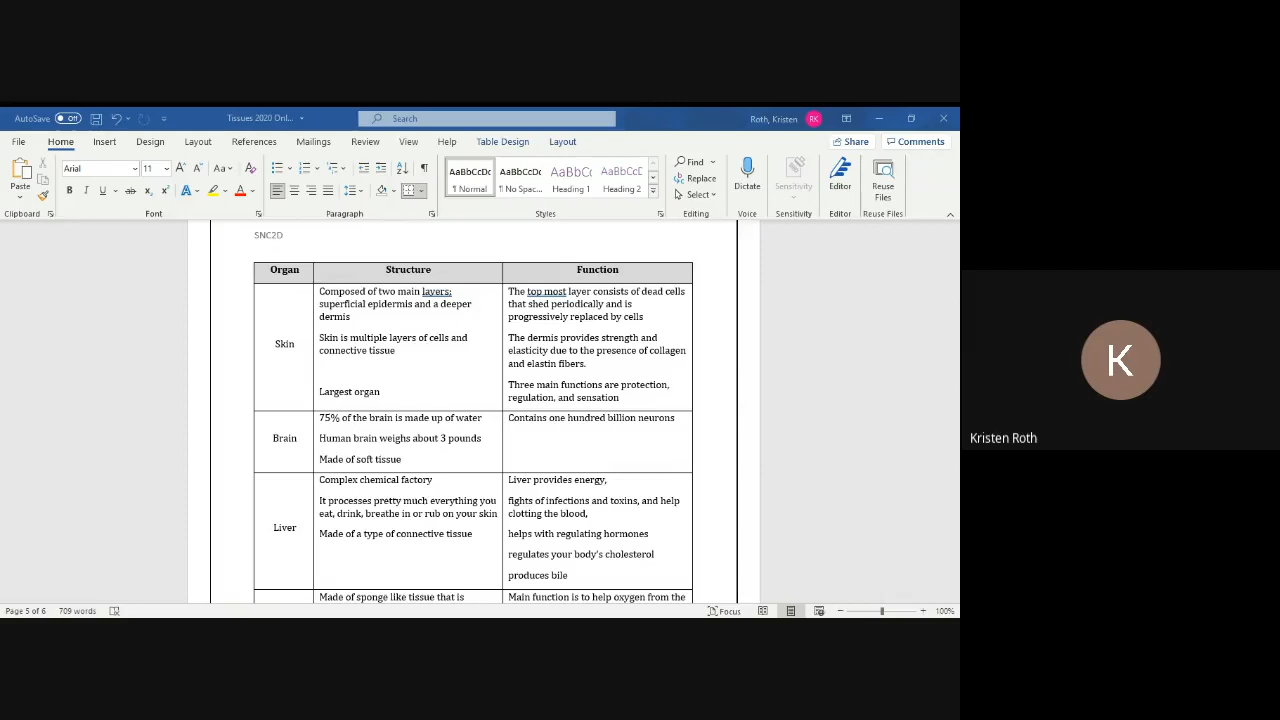 AutoSave Off Tissues 2020 Onl... Search Roth, Kristen RK
File Home Insert Design Layout References Mailings Review View Help Table Design Layout Share Comments
Paste
Arial 11 Aa
B I U ab x₂ x² A A
AaBbCcDc AaBbCcDc AaBbCc AaBbCcE
¶ Normal ¶ No Spac... Heading 1 Heading 2
Find
Replace
Select
Dictate
Sensitivity
Editor
Reuse
Files
Clipboard Font Paragraph Styles Editing Voice Sensitivity Editor Reuse Files
SNC2D
Organ Structure Function
Skin
Composed of two main layers;
superficial epidermis and a deeper
dermis
Skin is multiple layers of cells and
connective tissue
Largest organ
The top most layer consists of dead cells
that shed periodically and is
progressively replaced by cells
The dermis provides strength and
elasticity due to the presence of collagen
and elastin fibers.
Three main functions are protection,
regulation, and sensation
Brain
75% of the brain is made up of water
Human brain weighs about 3 pounds
Made of soft tissue
Contains one hundred billion neurons
Liver
Complex chemical factory
It processes pretty much everything you
eat, drink, breathe in or rub on your skin
Made of a type of connective tissue
Liver provides energy,
fights of infections and toxins, and help
clotting the blood,
helps with regulating hormones
regulates your body's cholesterol
produces bile
Made of sponge like tissue that is
Main function is to help oxygen from the
Page 5 of 6 709 words Focus 100%
K
Kristen Roth